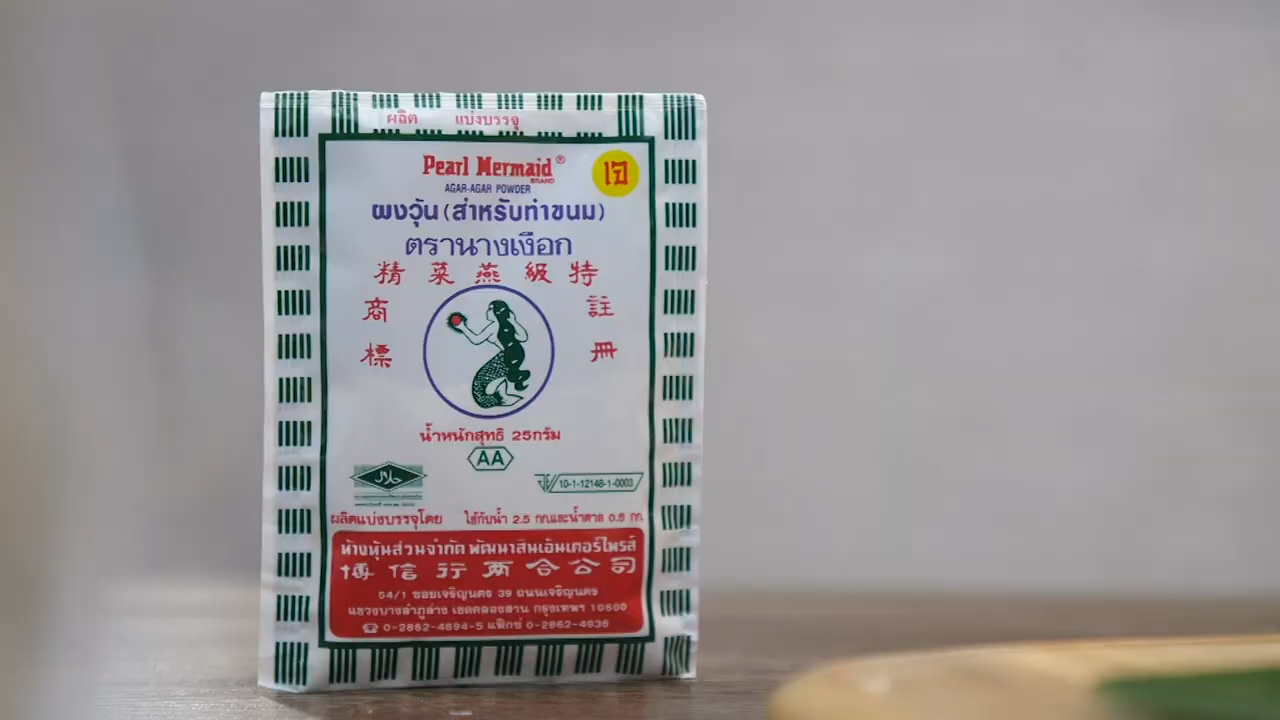 ผลิต แบ่งบรรจุ
Pearl Mermaid®
BRAND
เจ
AGAR-AGAR POWDER
ผงวุ้น (สำหรับทำขนม)
ตรานางเงือก
精菜燕級特
商 註
標 冊
น้ำหนักสุทธิ 25กรัม
AA
حلال
10-1-12148-1-0003
ผลิตแบ่งบรรจุโดย ใช้กับน้ำ 2.5 กก.และน้ำตาล 0.5 กก.
ห้างหุ้นส่วนจำกัด พัฒนาสินเอ็นเตอร์ไพรส์
博信行兩合公司
54/1 ซอยเจริญนคร 39 ถนนเจริญนคร
แขวงบางลำภูล่าง เขตคลองสาน กรุงเทพฯ 10600
☎ 0-2862-4894-5 แฟ็กซ์ 0-2862-4936